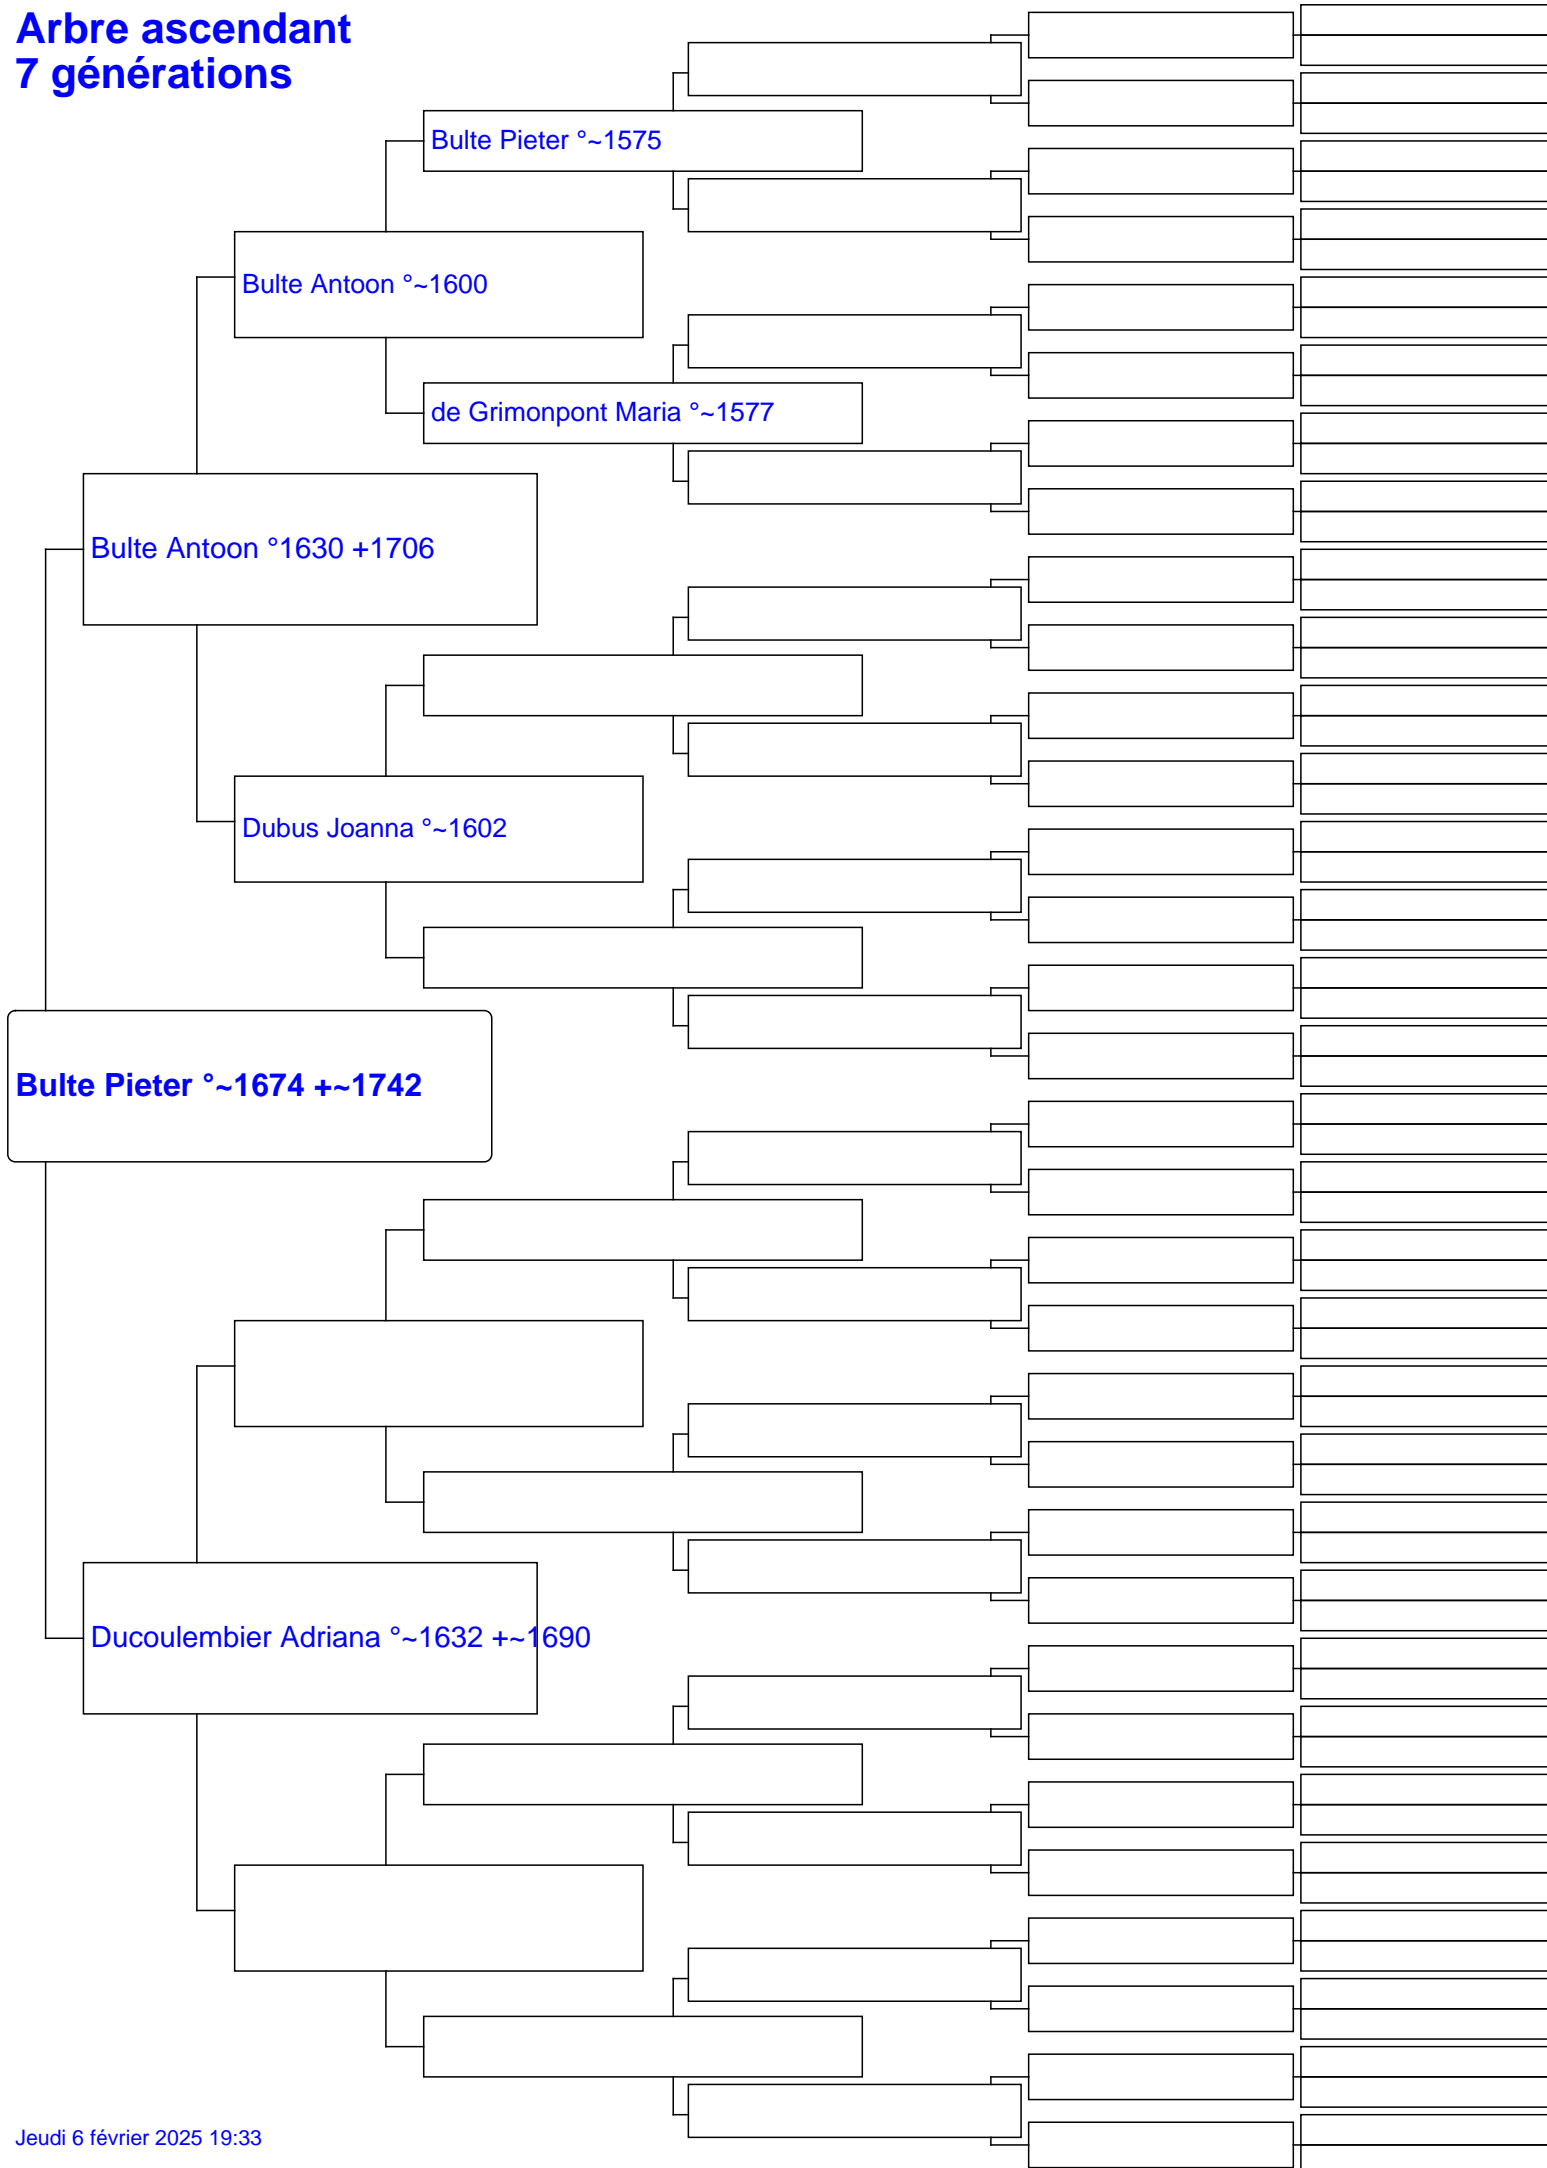 Arbre ascendant
7 générations
Bulte Pieter °~1575
Bulte Antoon °~1600
de Grimonpont Maria °~1577
Bulte Antoon °1630 +1706
Dubus Joanna °~1602
Bulte Pieter °~1674 +~1742
Ducoulembier Adriana °~1632 +~1690
Jeudi 6 février 2025 19:33